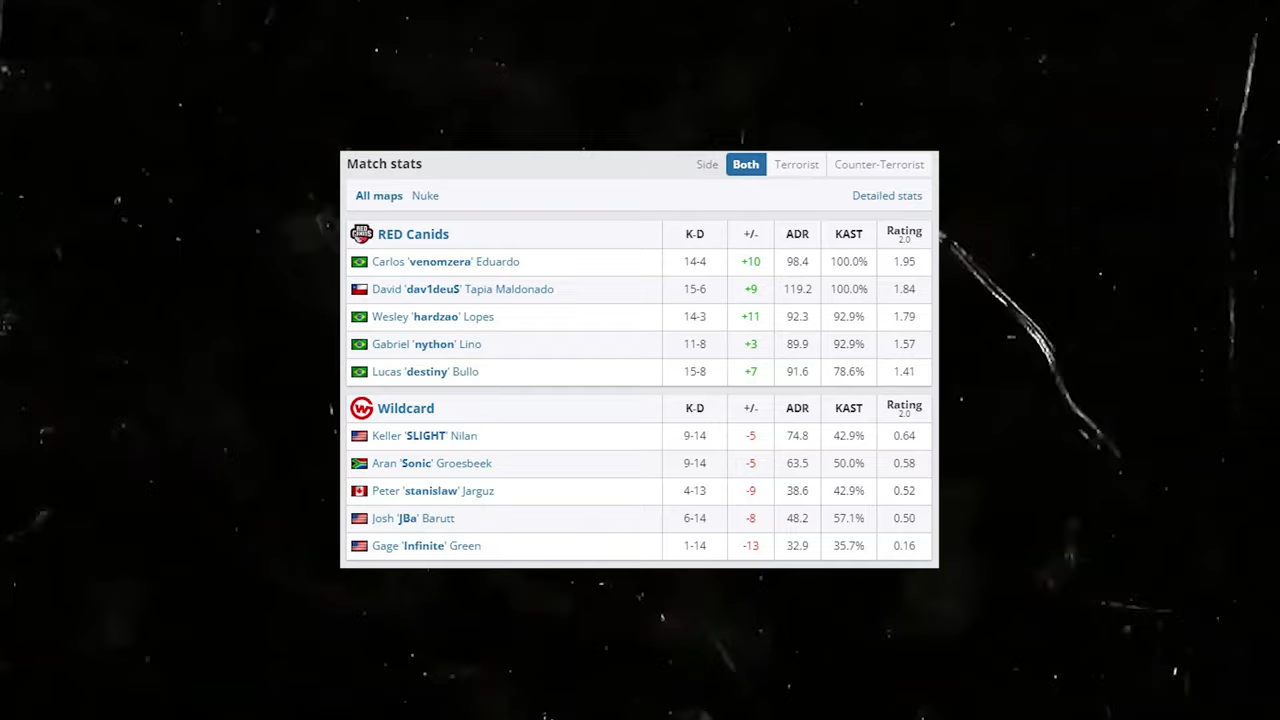 Match stats Side Both Terrorist Counter-Terrorist
All maps Nuke Detailed stats
RED Canids K-D +/- ADR KAST Rating 2.0
Carlos 'venomzera' Eduardo 14-4 +10 98.4 100.0% 1.95
David 'dav1deuS' Tapia Maldonado 15-6 +9 119.2 100.0% 1.84
Wesley 'hardzao' Lopes 14-3 +11 92.3 92.9% 1.79
Gabriel 'nython' Lino 11-8 +3 89.9 92.9% 1.57
Lucas 'destiny' Bullo 15-8 +7 91.6 78.6% 1.41
Wildcard K-D +/- ADR KAST Rating 2.0
Keller 'SLIGHT' Nilan 9-14 -5 74.8 42.9% 0.64
Aran 'Sonic' Groesbeek 9-14 -5 63.5 50.0% 0.58
Peter 'stanislaw' Jarguz 4-13 -9 38.6 42.9% 0.52
Josh 'JBa' Barutt 6-14 -8 48.2 57.1% 0.50
Gage 'Infinite' Green 1-14 -13 32.9 35.7% 0.16